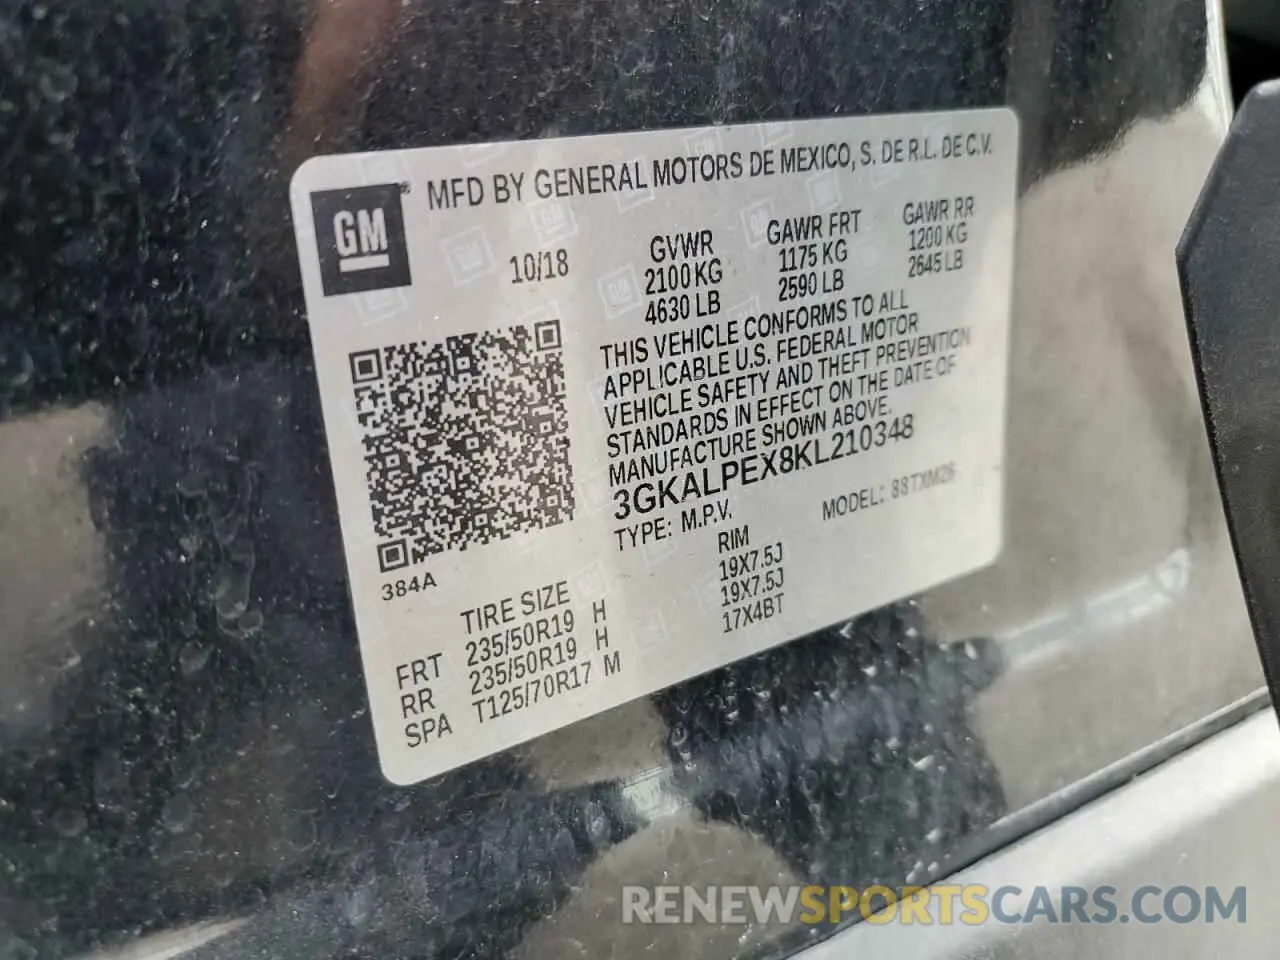 GM® MFD BY GENERAL MOTORS DE MEXICO, S. DE R.L. DE C.V.
10/18
GVWR GAWR FRT GAWR RR
2100 KG 1175 KG 1200 KG
4630 LB 2590 LB 2645 LB
THIS VEHICLE CONFORMS TO ALL
APPLICABLE U.S. FEDERAL MOTOR
VEHICLE SAFETY AND THEFT PREVENTION
STANDARDS IN EFFECT ON THE DATE OF
MANUFACTURE SHOWN ABOVE.
3GKALPEX8KL210348
TYPE: M.P.V. MODEL: 88TXM26
384A
TIRE SIZE RIM
FRT 235/50R19 H 19X7.5J
RR 235/50R19 H 19X7.5J
SPA T125/70R17 M 17X4BT
RENEWSPORTSCARS.COM